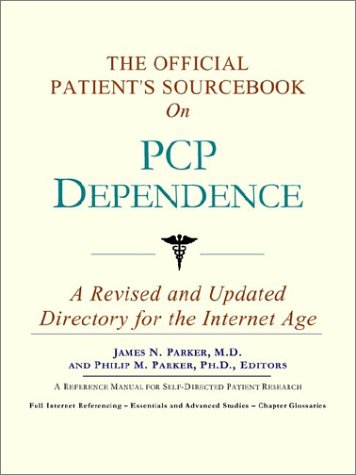 THE OFFICIAL
PATIENT'S SOURCEBOOK
On
PCP
DEPENDENCE
A Revised and Updated
Directory for the Internet Age
JAMES N. PARKER, M.D.
AND PHILIP M. PARKER, PH.D., EDITORS
A REFERENCE MANUAL FOR SELF-DIRECTED PATIENT RESEARCH
Full Internet Referencing – Essentials and Advanced Studies – Chapter Glossaries